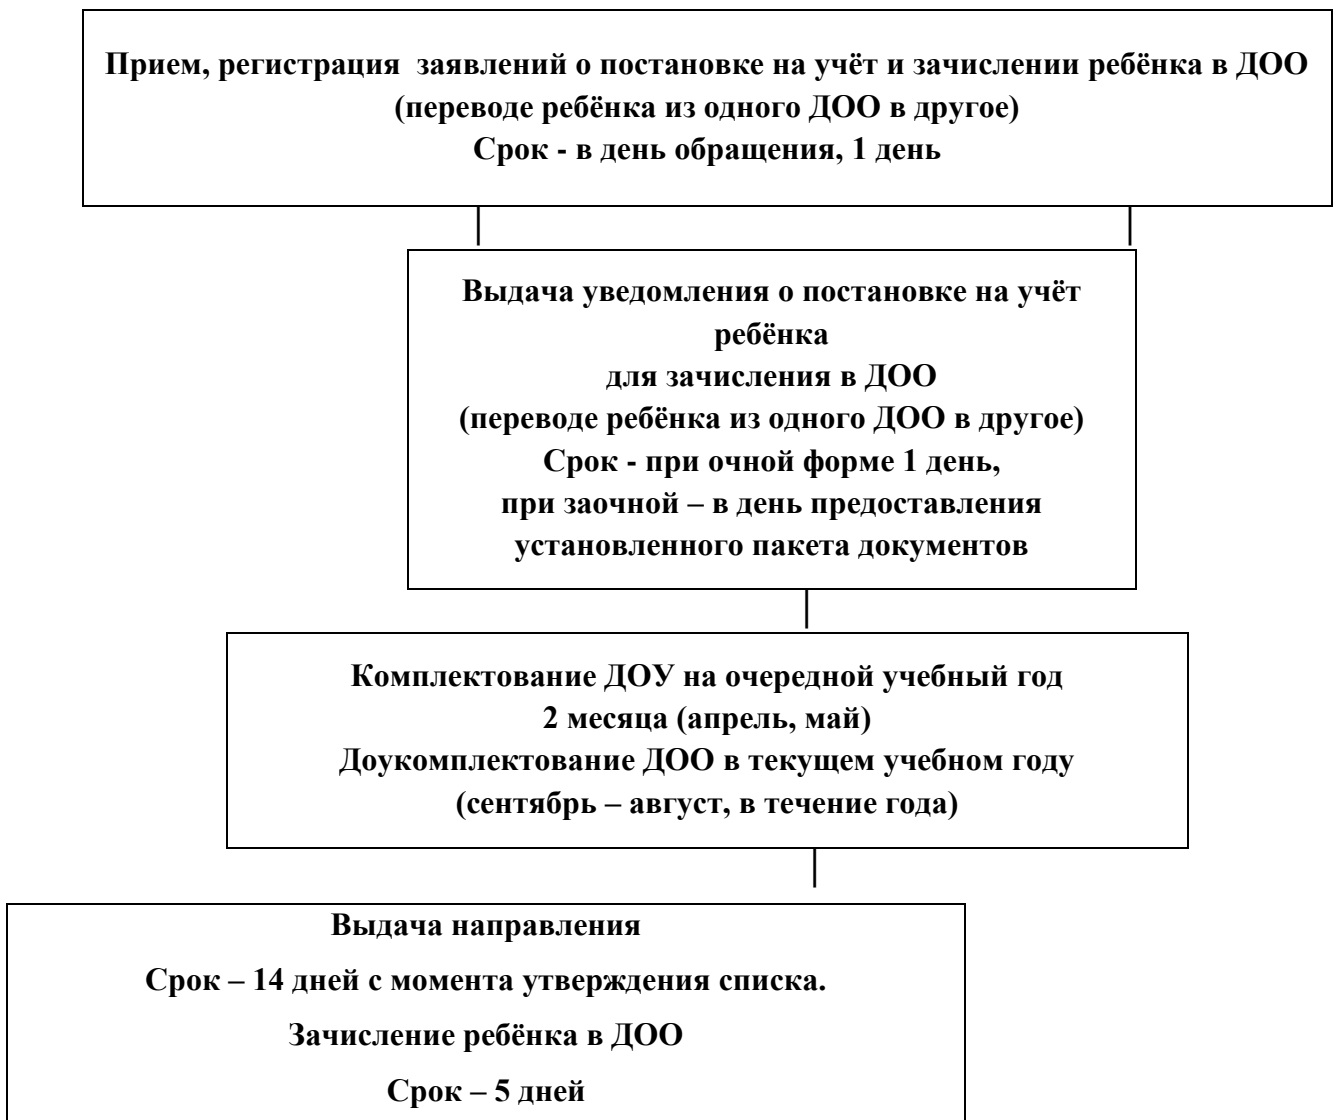 Прием, регистрация заявлений о постановке на учёт и зачислении ребёнка в ДОО
(переводе ребёнка из одного ДОО в другое)
Срок - в день обращения, 1 день
Выдача уведомления о постановке на учёт
ребёнка
для зачисления в ДОО
(переводе ребёнка из одного ДОО в другое)
Срок - при очной форме 1 день,
при заочной – в день предоставления
установленного пакета документов
Комплектование ДОУ на очередной учебный год
2 месяца (апрель, май)
Доукомплектование ДОО в текущем учебном году
(сентябрь – август, в течение года)
Выдача направления
Срок – 14 дней с момента утверждения списка.
Зачисление ребёнка в ДОО
Срок – 5 дней